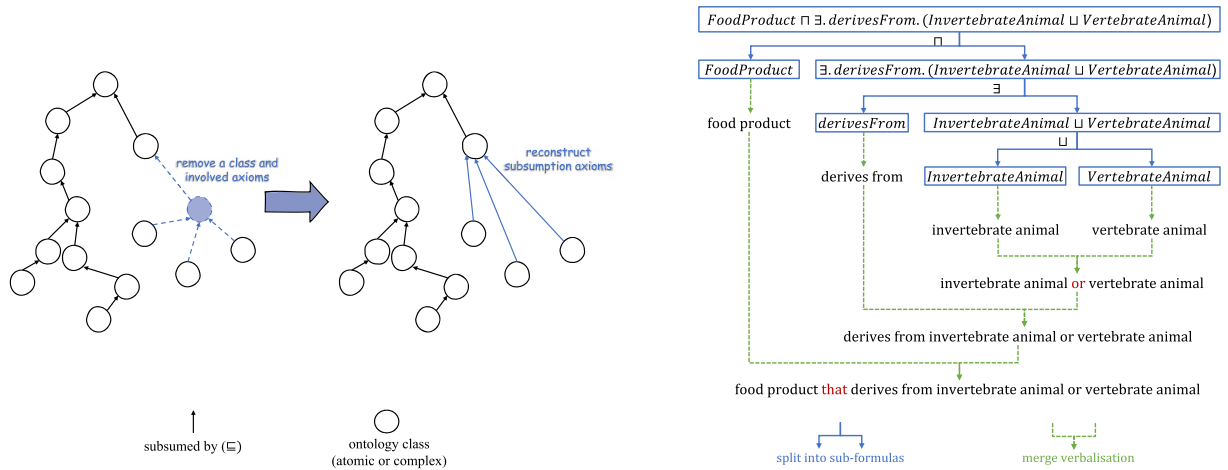 remove a class and
involved axioms
reconstruct
subsumption axioms
subsumed by (⊑)
ontology class
(atomic or complex)
FoodProduct ⊓ ∃.derivesFrom.(InvertebrateAnimal ⊔ VertebrateAnimal)
⊓
FoodProduct
∃.derivesFrom.(InvertebrateAnimal ⊔ VertebrateAnimal)
∃
food product
derivesFrom
InvertebrateAnimal ⊔ VertebrateAnimal
⊔
derives from
InvertebrateAnimal
VertebrateAnimal
invertebrate animal
vertebrate animal
invertebrate animal or vertebrate animal
derives from invertebrate animal or vertebrate animal
food product that derives from invertebrate animal or vertebrate animal
split into sub-formulas
merge verbalisation